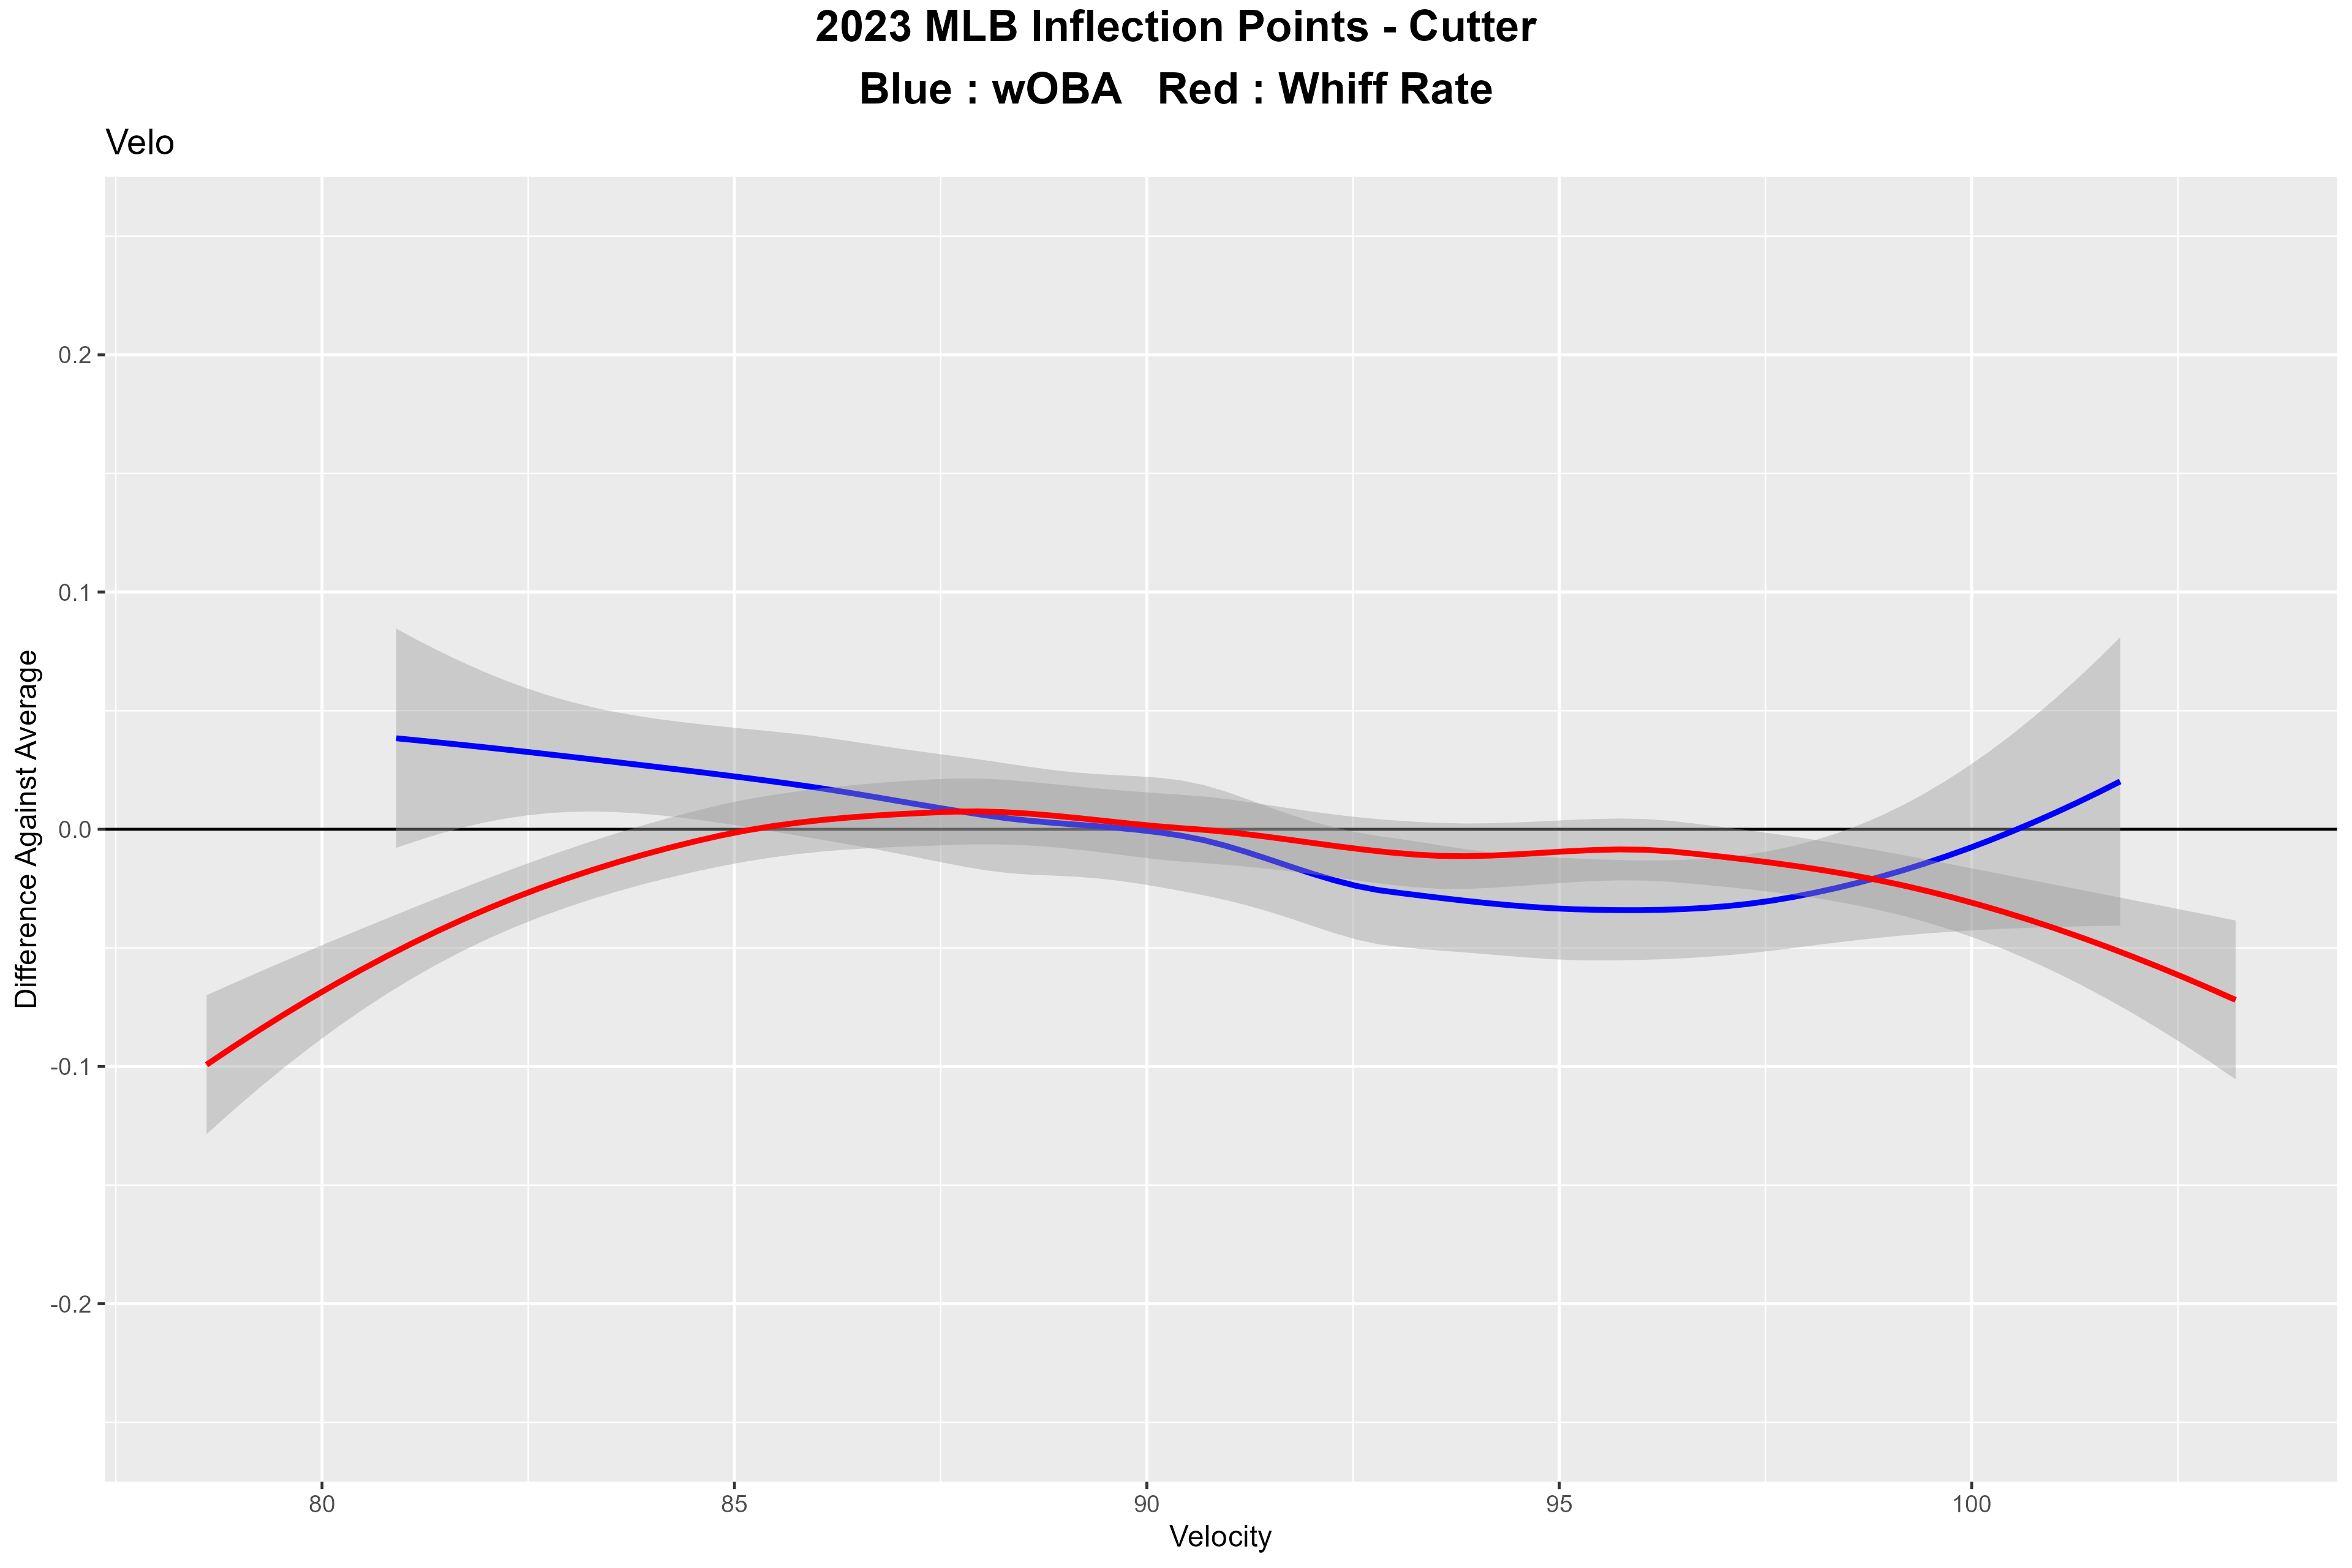 2023 MLB Inflection Points - Cutter
Blue : wOBA   Red : Whiff Rate
Velo
Difference Against Average
0.2
0.1
0.0
-0.1
-0.2
80 85 90 95 100
Velocity